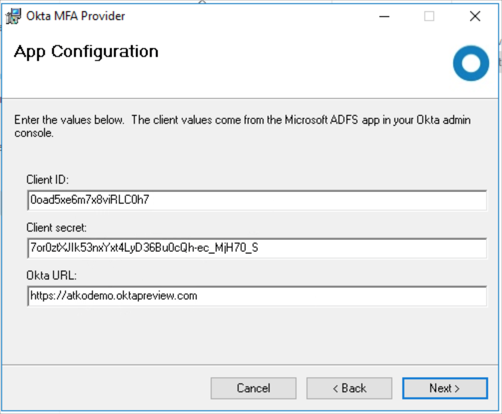 Okta MFA Provider
App Configuration
Enter the values below. The client values come from the Microsoft ADFS app in your Okta admin
console.
Client ID:
0oad5xe6m7x8viRLC0h7
Client secret:
7or0ztXJIk53nxYxt4LyD36Bu0cQh-ec_MjH70_S
Okta URL:
https://atkodemo.oktapreview.com
Cancel
< Back
Next >